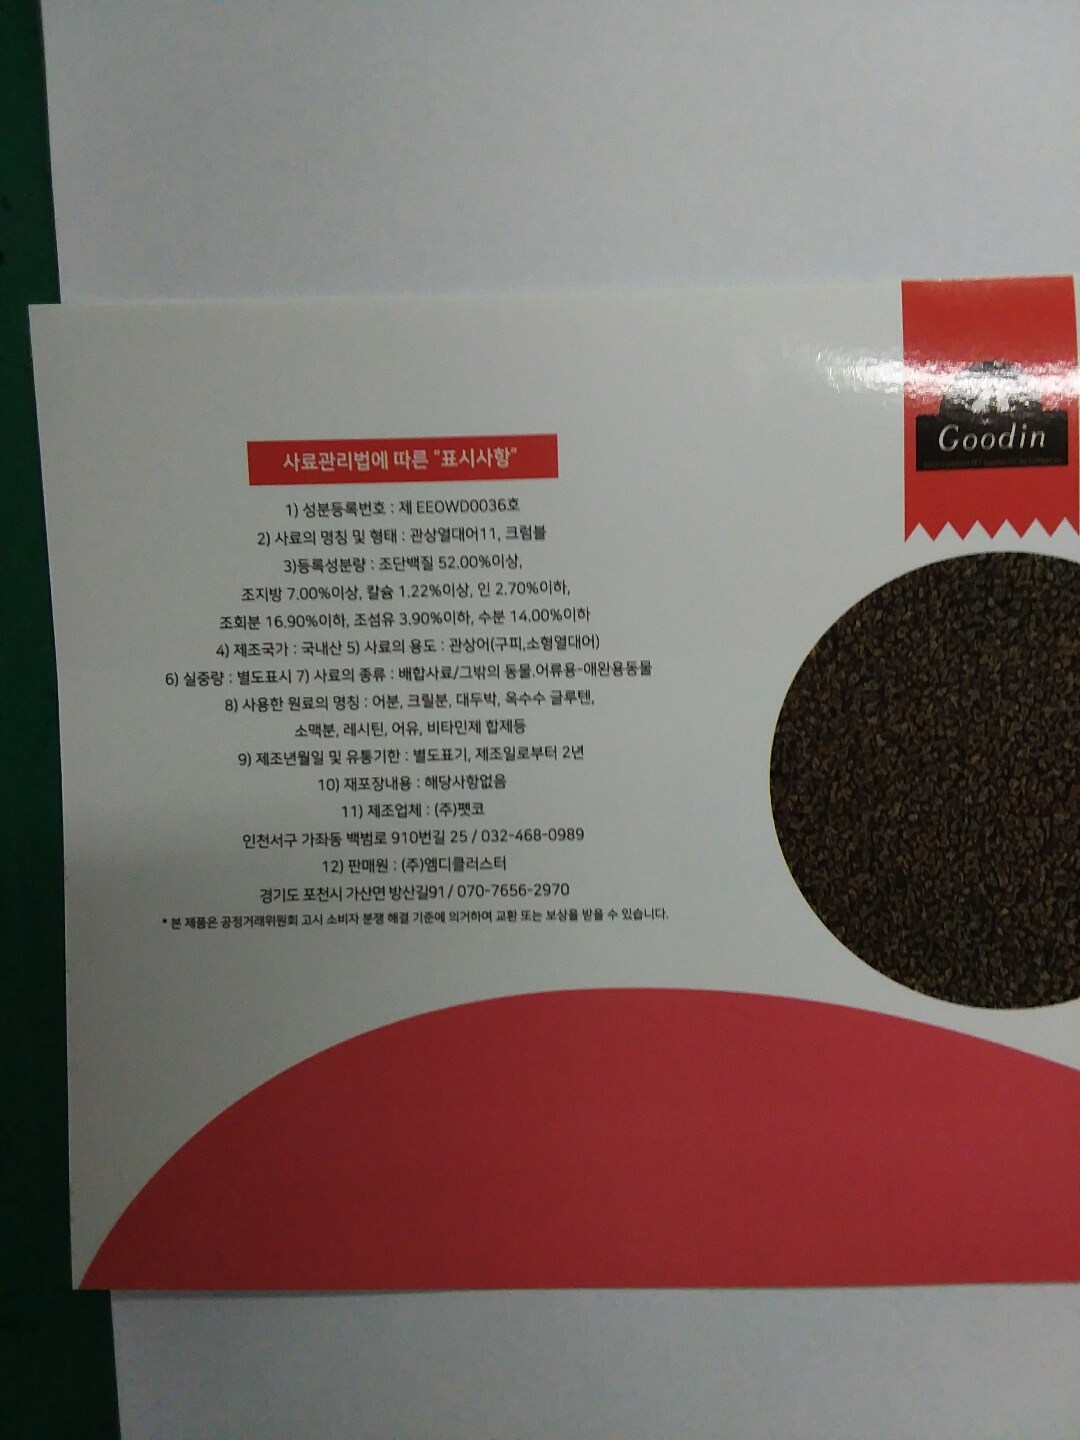 Goodin
사료관리법에 따른 "표시사항"
1) 성분등록번호 : 제 EEOWD0036호
2) 사료의 명칭 및 형태 : 관상열대어11, 크럼블
3)등록성분량 : 조단백질 52.00%이상,
조지방 7.00%이상, 칼슘 1.22%이상, 인 2.70%이하,
조회분 16.90%이하, 조섬유 3.90%이하, 수분 14.00%이하
4) 제조국가 : 국내산 5) 사료의 용도 : 관상어(구피,소형열대어)
6) 실중량 : 별도표시 7) 사료의 종류 : 배합사료/그밖의 동물.어류용-애완용동물
8) 사용한 원료의 명칭 : 어분, 크릴분, 대두박, 옥수수 글루텐,
소맥분, 레시틴, 어유, 비타민제 합제등
9) 제조년월일 및 유통기한 : 별도표기, 제조일로부터 2년
10) 재포장내용 : 해당사항없음
11) 제조업체 : (주)펫코
인천서구 가좌동 백범로 910번길 25 / 032-468-0989
12) 판매원 : (주)엠디클러스터
경기도 포천시 가산면 방산길91 / 070-7656-2970
* 본 제품은 공정거래위원회 고시 소비자 분쟁 해결 기준에 의거하여 교환 또는 보상을 받을 수 있습니다.